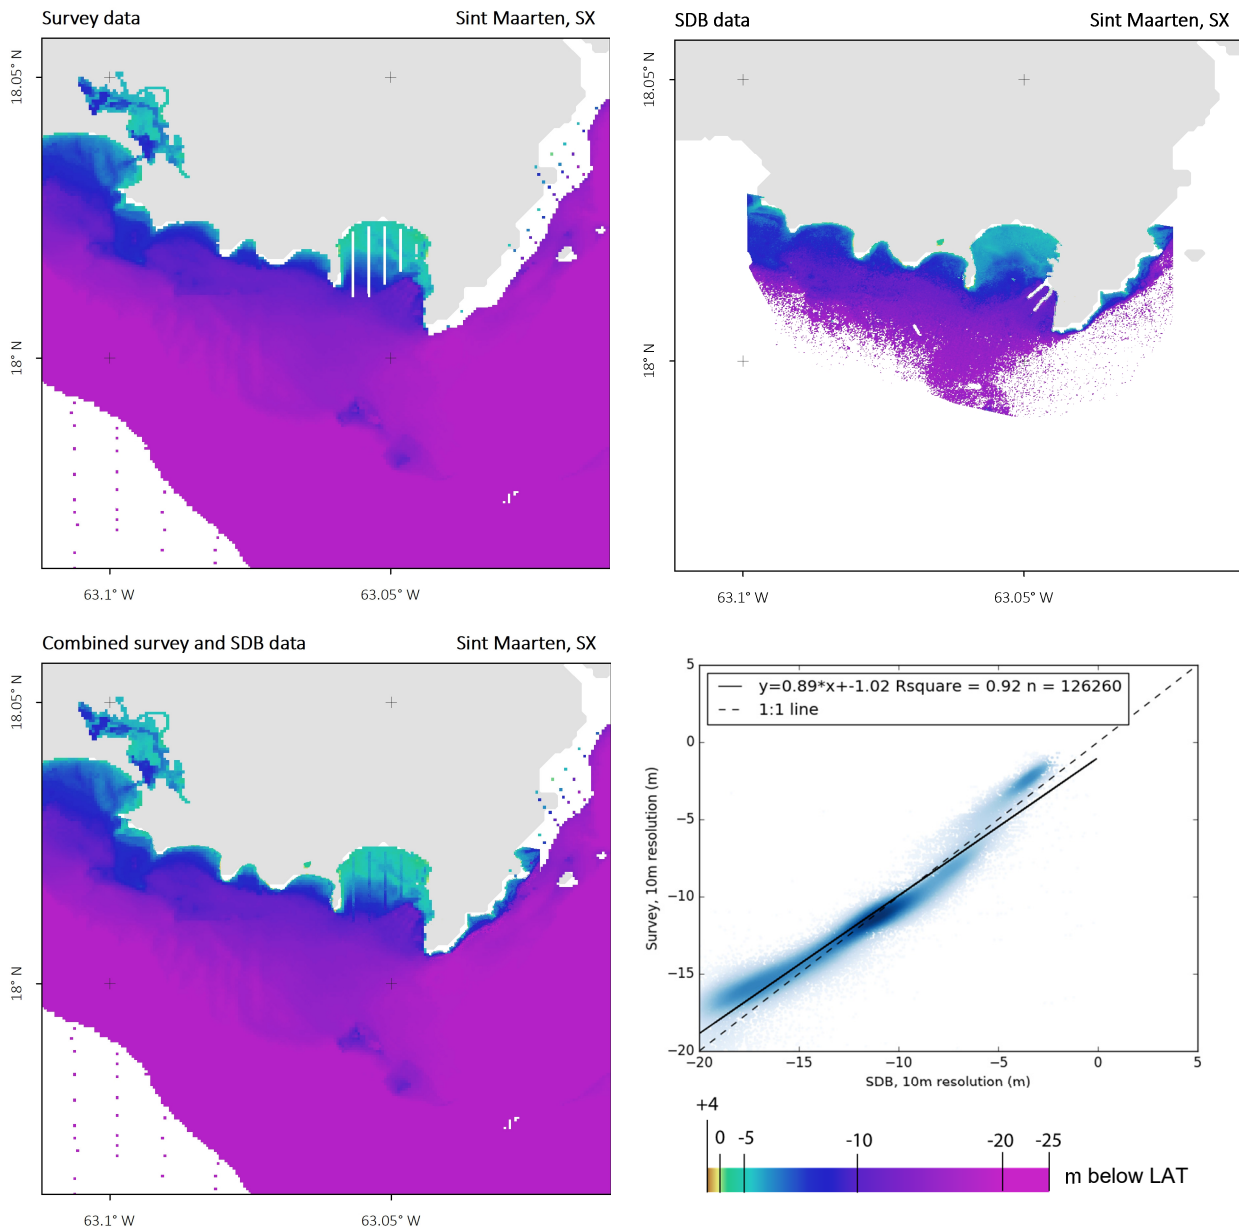 Survey data
Sint Maarten, SX
SDB data
Sint Maarten, SX
18.05° N
18° N
63.1° W
63.05° W
18.05° N
18° N
63.1° W
63.05° W
Combined survey and SDB data
Sint Maarten, SX
18.05° N
18° N
63.1° W
63.05° W
y=0.89*x+-1.02 Rsquare = 0.92 n = 126260
1:1 line
5
0
−5
−10
−15
−20
Survey, 10m resolution (m)
−20
−15
−10
−5
0
5
SDB, 10m resolution (m)
+4
0
-5
-10
-20
-25
m below LAT